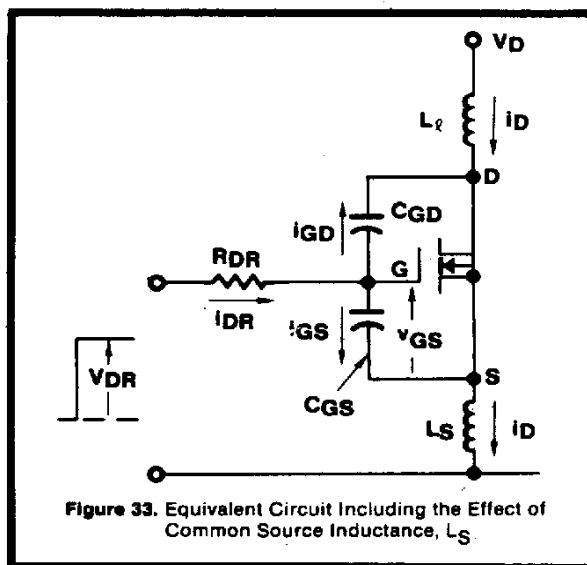 VD
Lℓ
iD
D
CGD
iGD
RDR
G
iDR
iGS
vGS
VDR
S
CGS
LS
iD
Figure 33. Equivalent Circuit Including the Effect of
Common Source Inductance, LS